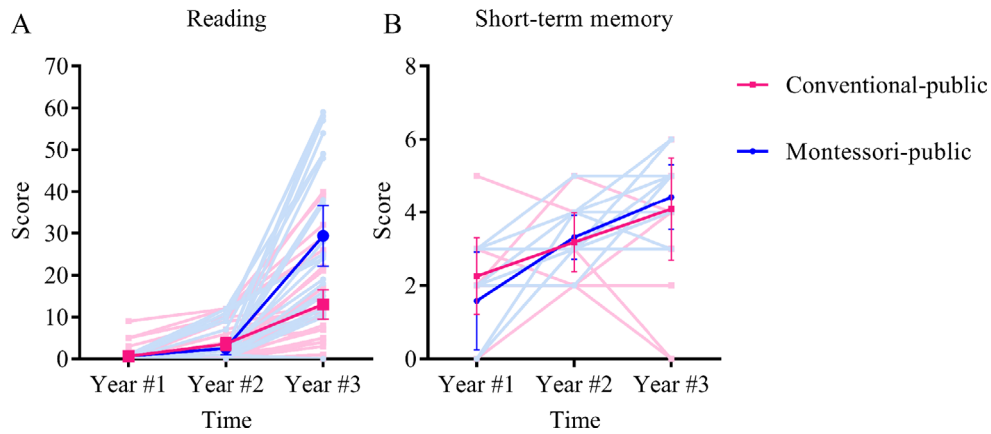 A
Reading
B
Short-term memory
Score
70
60
50
40
30
20
10
0
Year #1
Year #2
Year #3
Time
Score
8
6
4
2
0
Year #1
Year #2
Year #3
Time
Conventional-public
Montessori-public